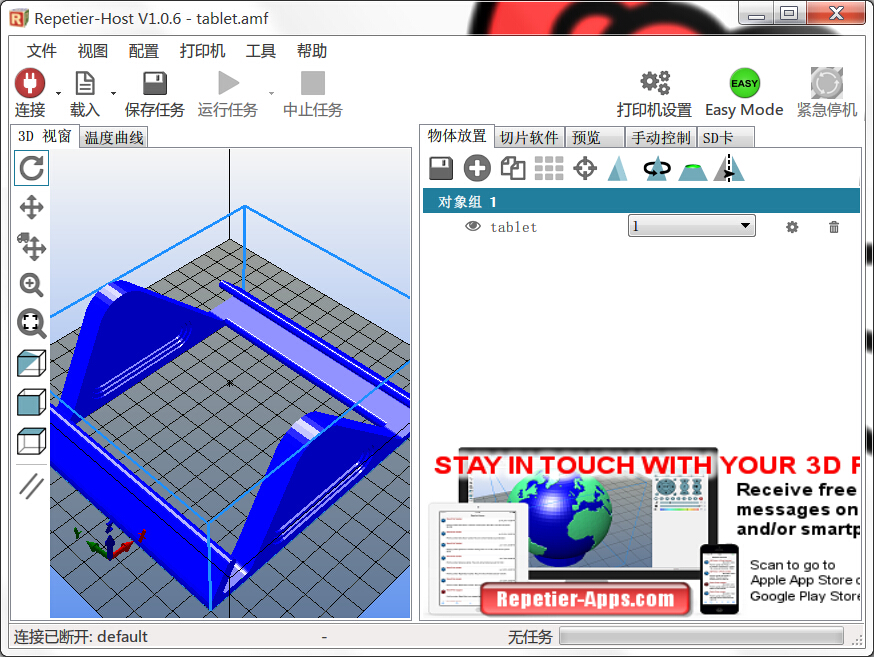 Repetier-Host V1.0.6 - tablet.amf
文件 视图 配置 打印机 工具 帮助
连接 载入 保存任务 运行任务 中止任务 打印机设置 EASY Easy Mode 紧急停机
3D 视窗 温度曲线
物体放置 切片软件 预览 手动控制 SD卡
对象组 1
tablet 1
STAY IN TOUCH WITH YOUR 3D
Receive free
messages on
and/or smartp
Scan to go to
Apple App Store o
Google Play Store
Repetier-Apps.com
连接已断开: default - 无任务